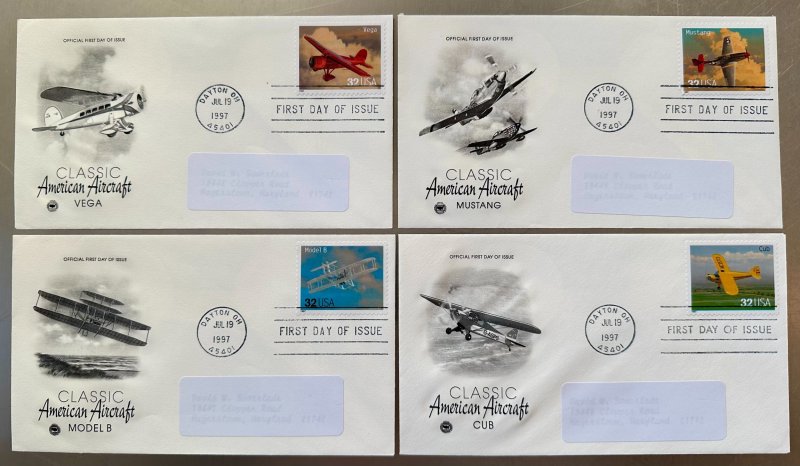 OFFICIAL FIRST DAY OF ISSUE
Vega
32 USA
DAYTON OH
JUL 19
1997
45401
FIRST DAY OF ISSUE
CLASSIC
American Aircraft
VEGA
OFFICIAL FIRST DAY OF ISSUE
Mustang
32 USA
DAYTON OH
JUL 19
1997
45401
FIRST DAY OF ISSUE
CLASSIC
American Aircraft
MUSTANG
OFFICIAL FIRST DAY OF ISSUE
Model B
32 USA
DAYTON OH
JUL 19
1997
45401
FIRST DAY OF ISSUE
CLASSIC
American Aircraft
MODEL B
OFFICIAL FIRST DAY OF ISSUE
Cub
32 USA
DAYTON OH
JUL 19
1997
45401
FIRST DAY OF ISSUE
CLASSIC
American Aircraft
CUB